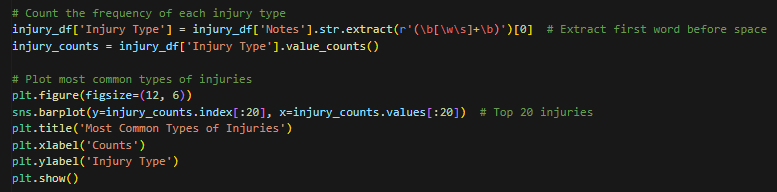 # Count the frequency of each injury type
injury_df['Injury Type'] = injury_df['Notes'].str.extract(r'(\b[\w\s]+\b)')[0]  # Extract first word before space
injury_counts = injury_df['Injury Type'].value_counts()
# Plot most common types of injuries
plt.figure(figsize=(12, 6))
sns.barplot(y=injury_counts.index[:20], x=injury_counts.values[:20])  # Top 20 injuries
plt.title('Most Common Types of Injuries')
plt.xlabel('Counts')
plt.ylabel('Injury Type')
plt.show()